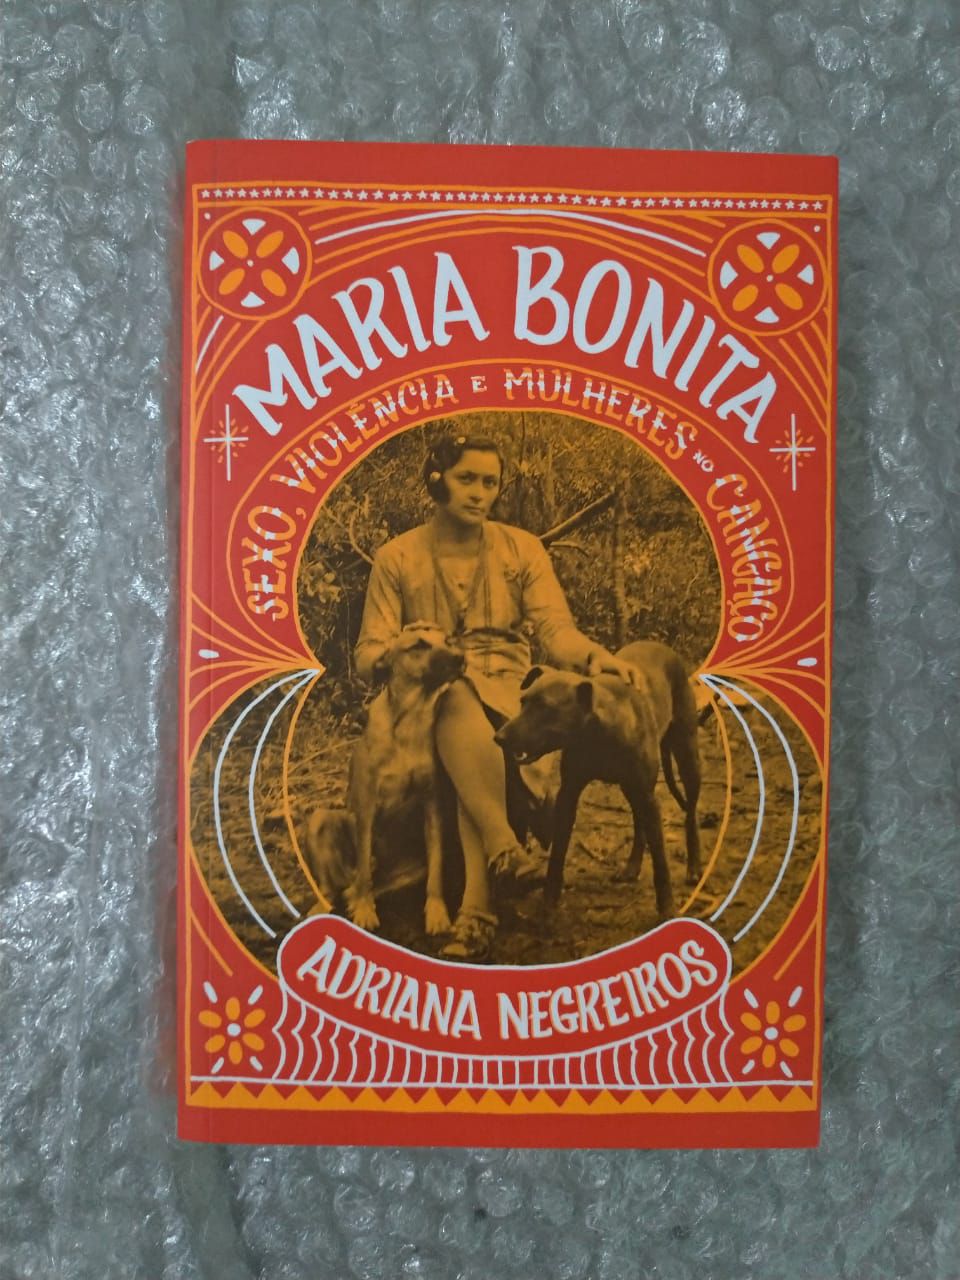 MARIA BONITA
SEXO, VIOLÊNCIA E MULHERES NO CANGAÇO
ADRIANA NEGREIROS